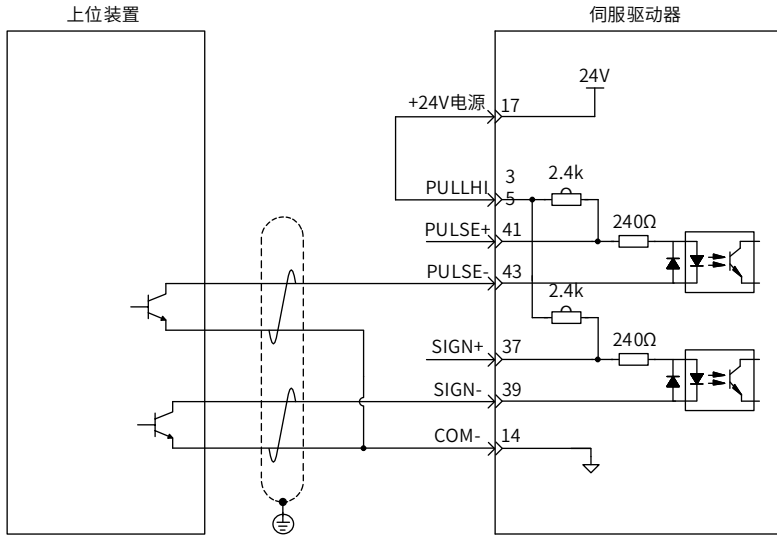 上位装置
伺服驱动器
24V
+24V电源
17
3
2.4k
PULLHI
5
240Ω
PULSE+
41
PULSE-
43
2.4k
240Ω
SIGN+
37
SIGN-
39
COM-
14